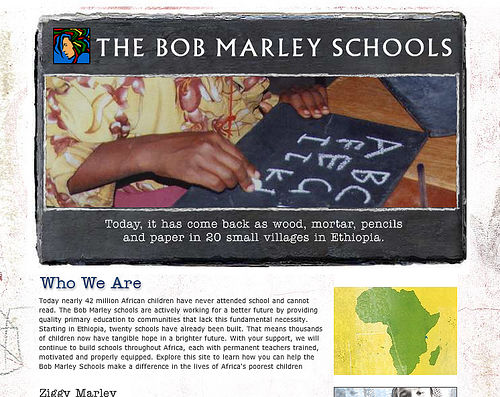 THE BOB MARLEY SCHOOLS
A B C
E F G
I L K
Today, it has come back as wood, mortar, pencils
and paper in 20 small villages in Ethiopia.
Who We Are
Today nearly 42 million African children have never attended school and cannot
read. The Bob Marley schools are actively working for a better future by providing
quality primary education to communities that lack this fundamental necessity.
Starting in Ethiopia, twenty schools have already been built. That means thousands
of children now have tangible hope in a brighter future. With your support, we will
continue to build schools throughout Africa, each with permanent teachers trained,
motivated and properly equipped. Explore this site to learn how you can help the
Bob Marley Schools make a difference in the lives of Africa's poorest children
Ziggy Marley